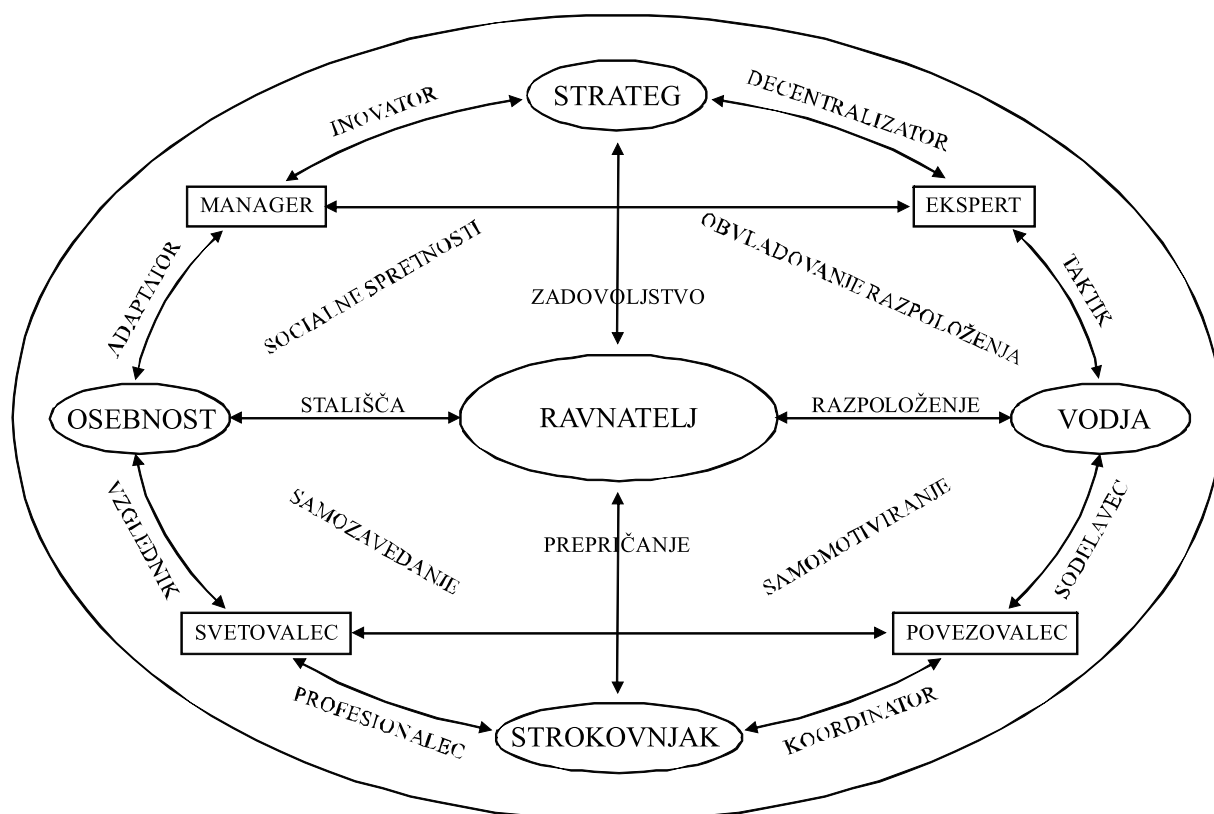 STRATEG
INOVATOR
DECENTRALIZATOR
MANAGER
EKSPERT
ADAPTATOR
SOCIALNE SPRETNOSTI
OBVLADOVANJE RAZPOLOŽENJA
TAKTIK
ZADOVOLJSTVO
OSEBNOST
STALIŠČA
RAVNATELJ
RAZPOLOŽENJE
VODJA
VZGLEDNIK
SAMOZAVEDANJE
PREPRIČANJE
SAMOMOTIVIRANJE
SODELAVEC
SVETOVALEC
POVEZOVALEC
PROFESIONALEC
STROKOVNJAK
KOORDINATOR